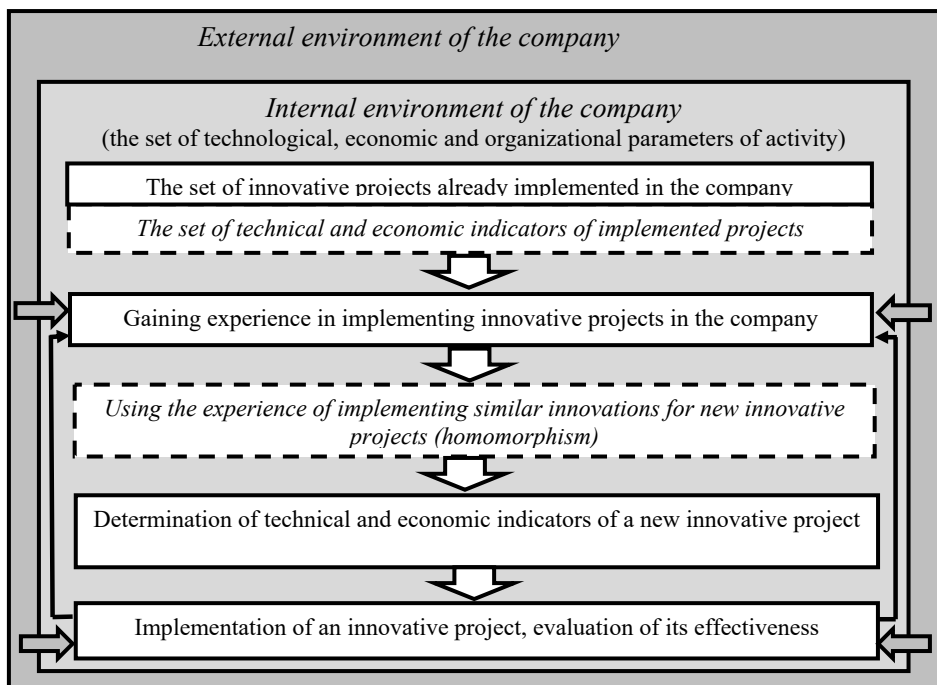 External environment of the company
Internal environment of the company
(the set of technological, economic and organizational parameters of activity)
The set of innovative projects already implemented in the company
The set of technical and economic indicators of implemented projects
Gaining experience in implementing innovative projects in the company
Using the experience of implementing similar innovations for new innovative
projects (homomorphism)
Determination of technical and economic indicators of a new innovative project
Implementation of an innovative project, evaluation of its effectiveness